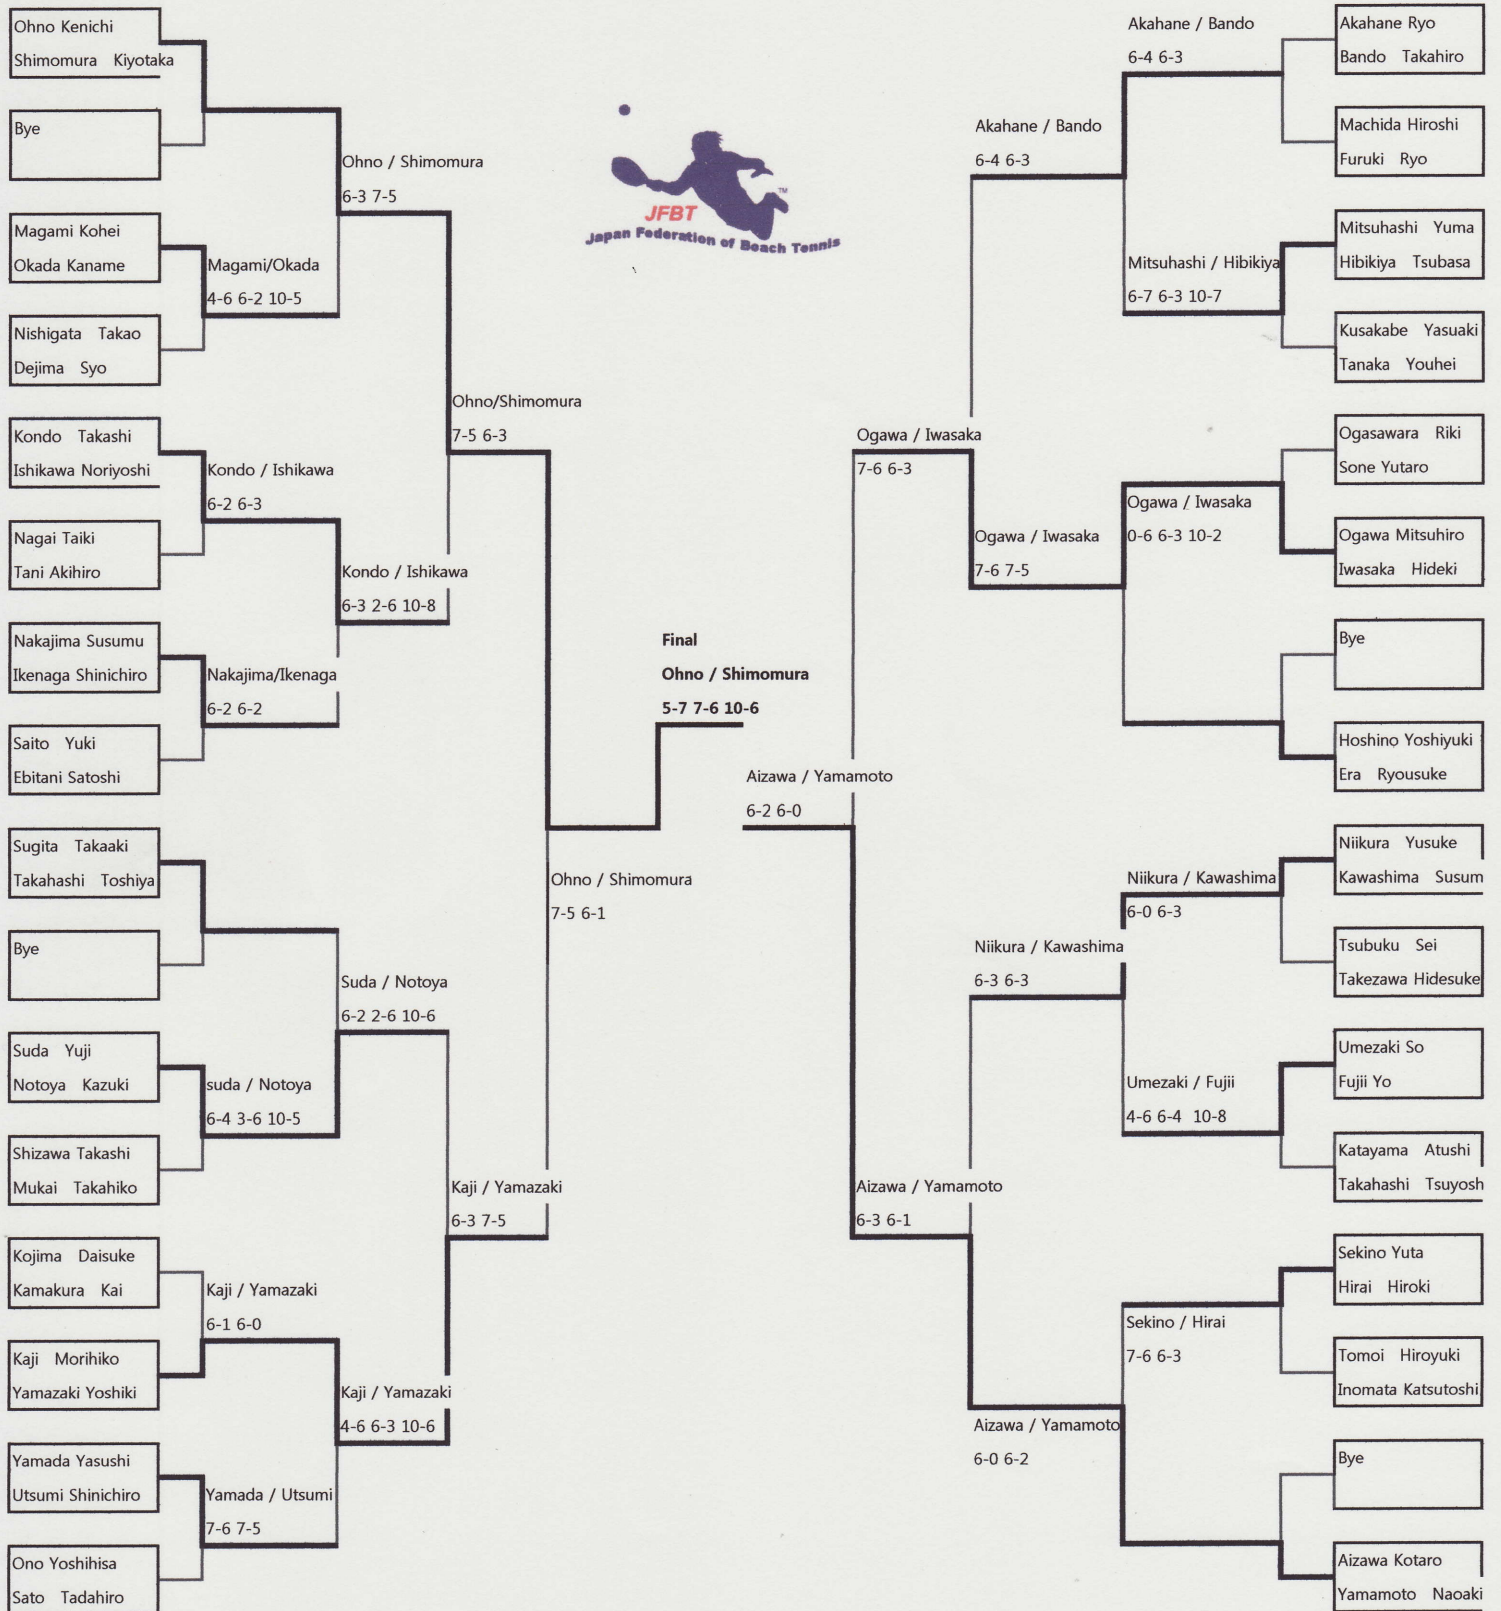 Ohno Kenichi
Shimomura Kiyotaka
Bye
Magami Kohei
Okada Kaname
Nishigata Takao
Dejima Syo
Kondo Takashi
Ishikawa Noriyoshi
Nagai Taiki
Tani Akihiro
Nakajima Susumu
Ikenaga Shinichiro
Saito Yuki
Ebitani Satoshi
Sugita Takaaki
Takahashi Toshiya
Bye
Suda Yuji
Notoya Kazuki
Shizawa Takashi
Mukai Takahiko
Kojima Daisuke
Kamakura Kai
Kaji Morihiko
Yamazaki Yoshiki
Yamada Yasushi
Utsumi Shinichiro
Ono Yoshihisa
Sato Tadahiro
Magami/Okada
4-6 6-2 10-5
Kondo / Ishikawa
6-2 6-3
Nakajima/Ikenaga
6-2 6-2
suda / Notoya
6-4 3-6 10-5
Kaji / Yamazaki
6-1 6-0
Yamada / Utsumi
7-6 7-5
Ohno / Shimomura
6-3 7-5
Kondo / Ishikawa
6-3 2-6 10-8
Suda / Notoya
6-2 2-6 10-6
Kaji / Yamazaki
4-6 6-3 10-6
Ohno/Shimomura
7-5 6-3
Kaji / Yamazaki
6-3 7-5
Ohno / Shimomura
7-5 6-1
TM
JFBT
Japan Federation of Beach Tennis
Final
Ohno / Shimomura
5-7 7-6 10-6
Aizawa / Yamamoto
6-2 6-0
Ogawa / Iwasaka
7-6 6-3
Aizawa / Yamamoto
6-3 6-1
Akahane / Bando
6-4 6-3
Ogawa / Iwasaka
7-6 7-5
Niikura / Kawashima
6-3 6-3
Aizawa / Yamamoto
6-0 6-2
Akahane / Bando
6-4 6-3
Mitsuhashi / Hibikiya
6-7 6-3 10-7
Ogawa / Iwasaka
0-6 6-3 10-2
Niikura / Kawashima
6-0 6-3
Umezaki / Fujii
4-6 6-4 10-8
Sekino / Hirai
7-6 6-3
Akahane Ryo
Bando Takahiro
Machida Hiroshi
Furuki Ryo
Mitsuhashi Yuma
Hibikiya Tsubasa
Kusakabe Yasuaki
Tanaka Youhei
Ogasawara Riki
Sone Yutaro
Ogawa Mitsuhiro
Iwasaka Hideki
Bye
Hoshino Yoshiyuki
Era Ryousuke
Niikura Yusuke
Kawashima Susum
Tsubuku Sei
Takezawa Hidesuke
Umezaki So
Fujii Yo
Katayama Atushi
Takahashi Tsuyosh
Sekino Yuta
Hirai Hiroki
Tomoi Hiroyuki
Inomata Katsutoshi
Bye
Aizawa Kotaro
Yamamoto Naoaki